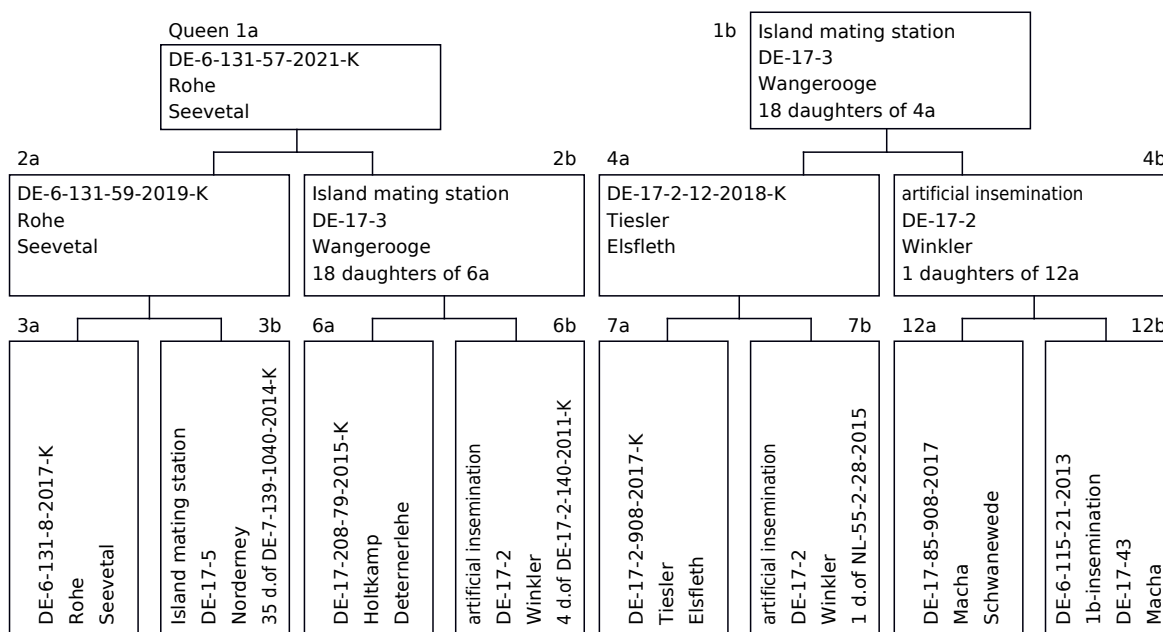 Queen 1a
DE-6-131-57-2021-K
Rohe
Seevetal
1b
Island mating station
DE-17-3
Wangerooge
18 daughters of 4a
2a
DE-6-131-59-2019-K
Rohe
Seevetal
2b
Island mating station
DE-17-3
Wangerooge
18 daughters of 6a
4a
DE-17-2-12-2018-K
Tiesler
Elsfleth
4b
artificial insemination
DE-17-2
Winkler
1 daughters of 12a
3a
DE-6-131-8-2017-K
Rohe
Seevetal
3b
Island mating station
DE-17-5
Norderney
35 d.of DE-7-139-1040-2014-K
6a
DE-17-208-79-2015-K
Holtkamp
Deternerlehe
6b
artificial insemination
DE-17-2
Winkler
4 d.of DE-17-2-140-2011-K
7a
DE-17-2-908-2017-K
Tiesler
Elsfleth
7b
artificial insemination
DE-17-2
Winkler
1 d.of NL-55-2-28-2015
12a
DE-17-85-908-2017
Macha
Schwanewede
12b
DE-6-115-21-2013
1b-insemination
DE-17-43
Macha